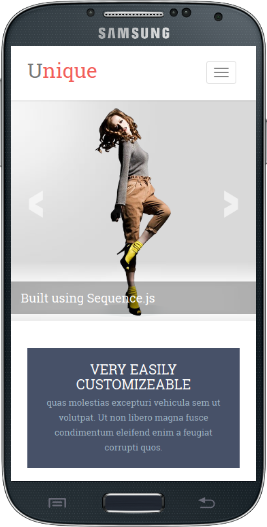 SAMSUNG
Unique
Built using Sequence.js
VERY EASILY
CUSTOMIZEABLE
quas molestias excepturi vehicula sem ut
volutpat. Ut non libero magna fusce
condimentum eleifend enim a feugiat
corrupti quos.